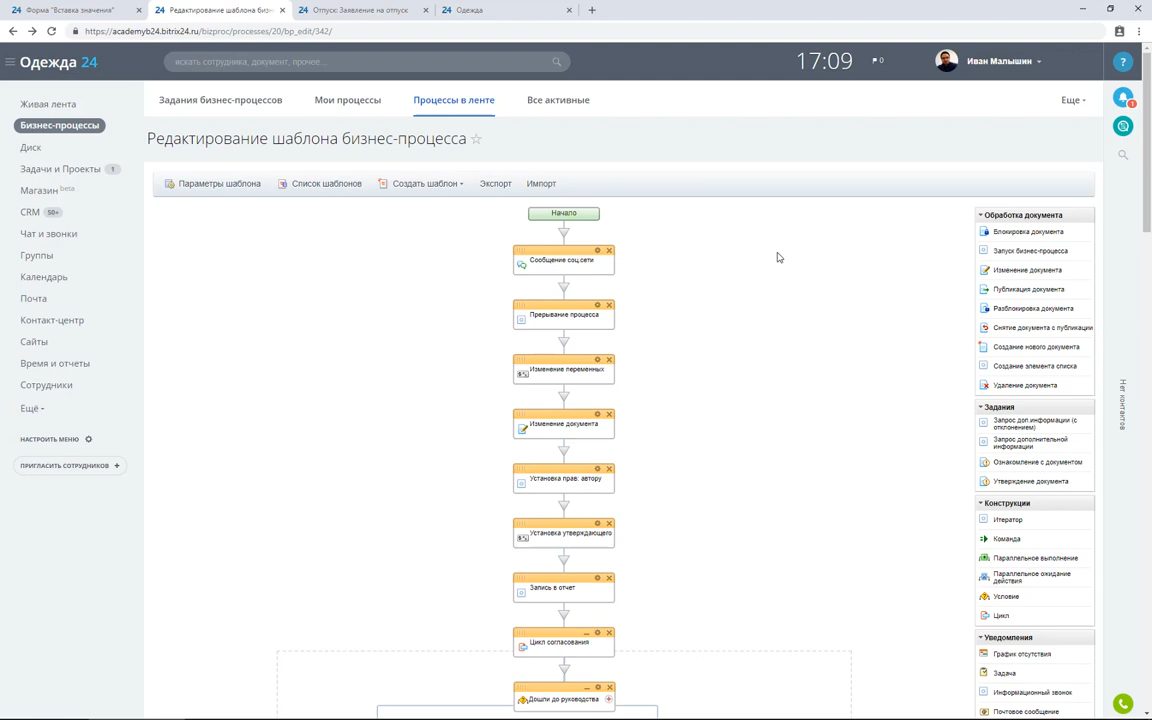 24 Форма "Вставка значения"
24 Редактирование шаблона бизн
24 Отпуск: Заявление на отпуск
24 Одежда
https://academyb24.bitrix24.ru/bizproc/processes/20/bp_edit/342/
Одежда 24
искать сотрудника, документ, прочее...
17:09
0
Иван Малышин
?
1
Живая лента
Бизнес-процессы
Диск
Задачи и Проекты 1
Магазин beta
CRM 50+
Чат и звонки
Группы
Календарь
Почта
Контакт-центр
Сайты
Время и отчеты
Сотрудники
Ещё
НАСТРОИТЬ МЕНЮ
ПРИГЛАСИТЬ СОТРУДНИКОВ +
Задания бизнес-процессов
Мои процессы
Процессы в ленте
Все активные
Еще
Редактирование шаблона бизнес-процесса
Параметры шаблона
Список шаблонов
Создать шаблон
Экспорт
Импорт
Начало
Сообщение соц.сети
Прерывание процесса
Изменение переменных
Изменение документа
Установка прав: автору
Установка утверждающего
Запись в отчет
Цикл согласования
Дошли до руководства
Обработка документа
Блокировка документа
Запуск бизнес-процесса
Изменение документа
Публикация документа
Разблокировка документа
Снятие документа с публикации
Создание нового документа
Создание элемента списка
Удаление документа
Задания
Запрос доп.информации (с
отклонением)
Запрос дополнительной
информации
Ознакомление с документом
Утверждение документа
Конструкции
Итератор
Команда
Параллельное выполнение
Параллельное ожидание
действия
Условие
Цикл
Уведомления
График отсутствия
Задача
Информационный звонок
Почтовое сообщение
Нет контактов